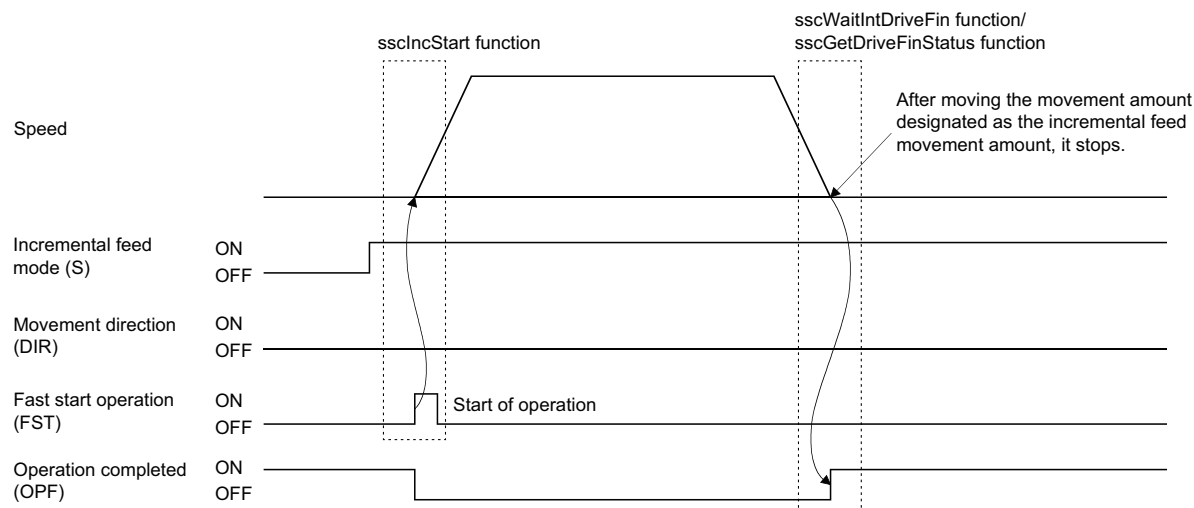 sscWaitIntDriveFin function/
sscGetDriveFinStatus function
sscIncStart function
After moving the movement amount
designated as the incremental feed
movement amount, it stops.
Speed
Incremental feed
mode (S)
ON
OFF
Movement direction
(DIR)
ON
OFF
Fast start operation
(FST)
ON
OFF
Start of operation
Operation completed
(OPF)
ON
OFF